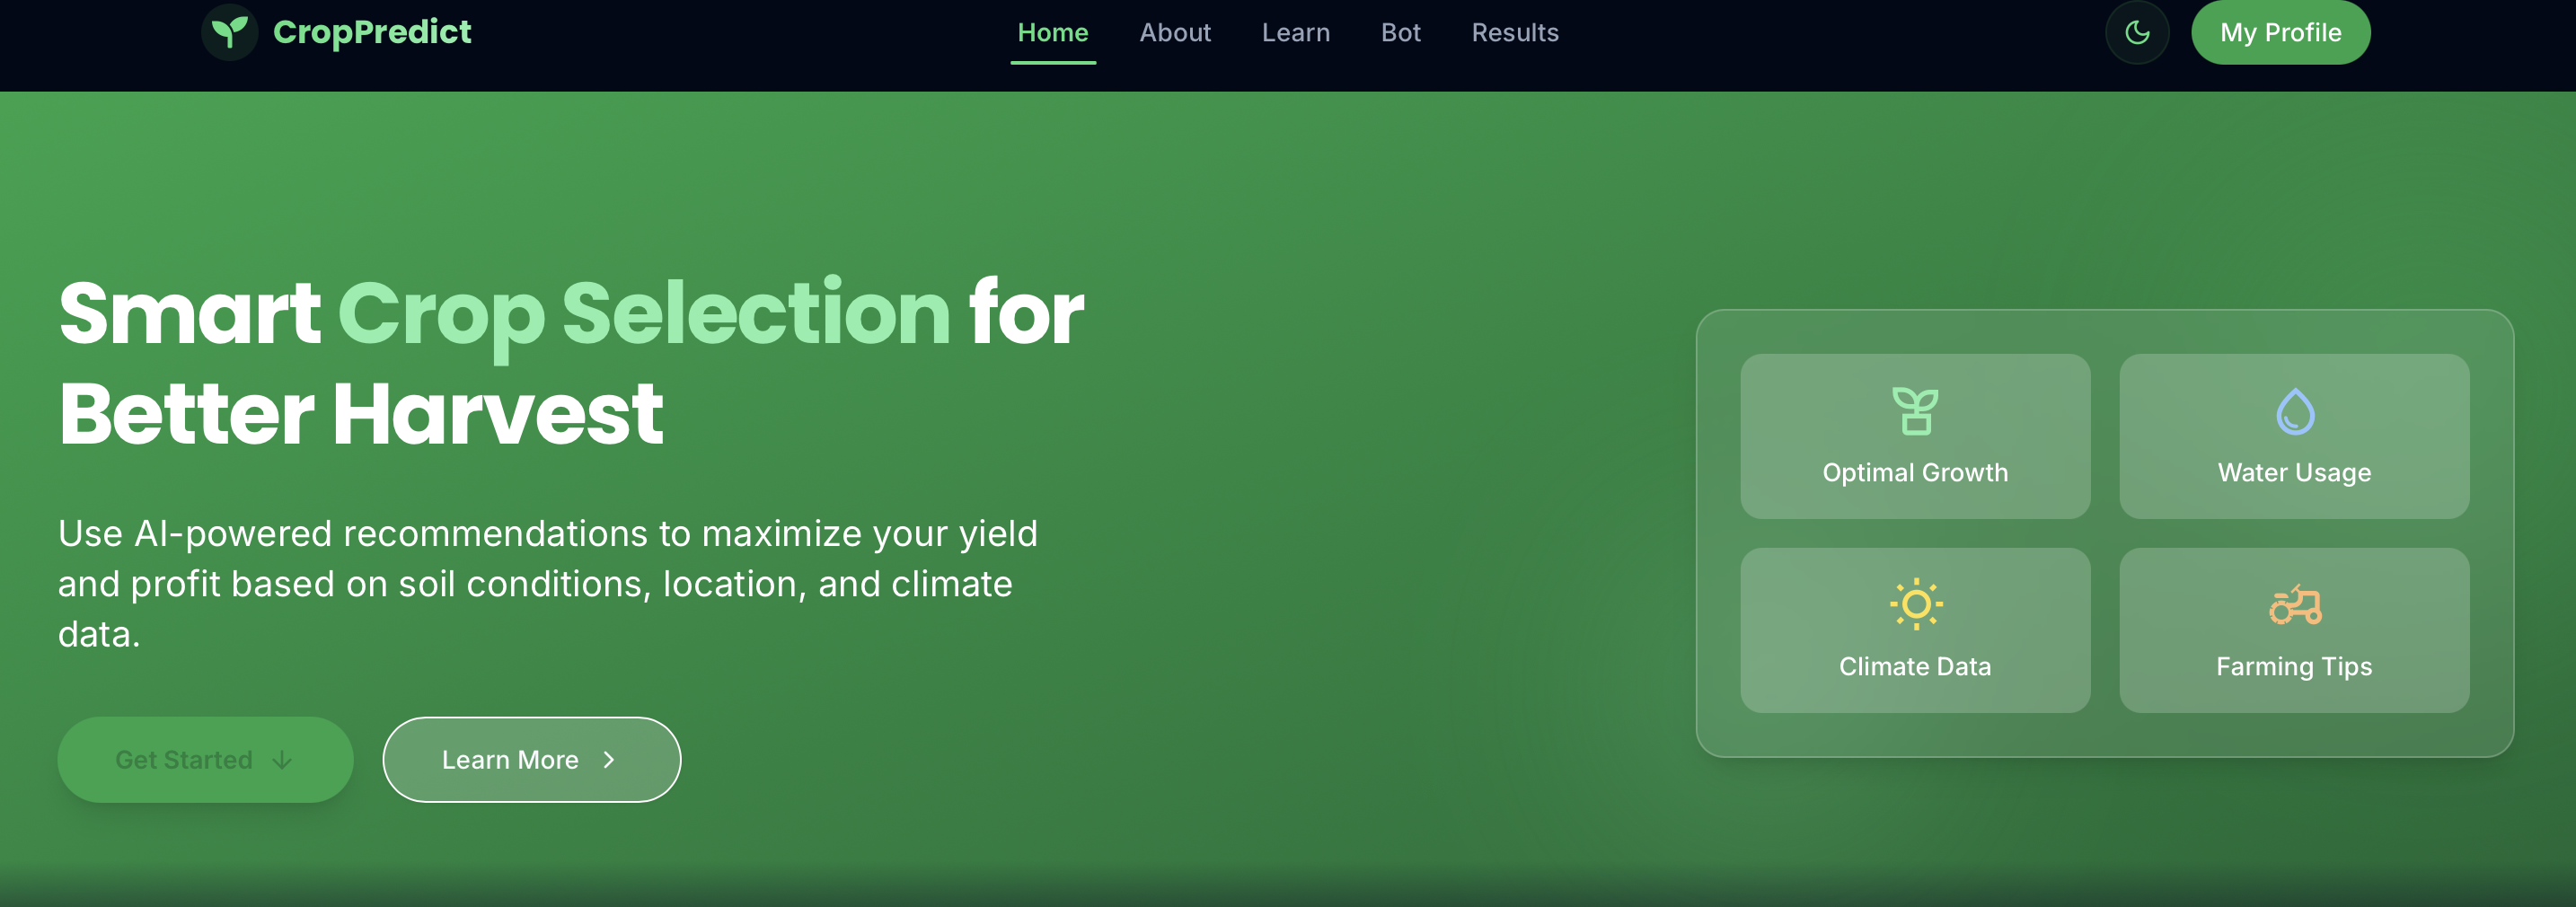 CropPredict
Home
About
Learn
Bot
Results
My Profile
Smart Crop Selection for
Better Harvest
Use AI-powered recommendations to maximize your yield
and profit based on soil conditions, location, and climate
data.
Get Started
Learn More
Optimal Growth
Water Usage
Climate Data
Farming Tips